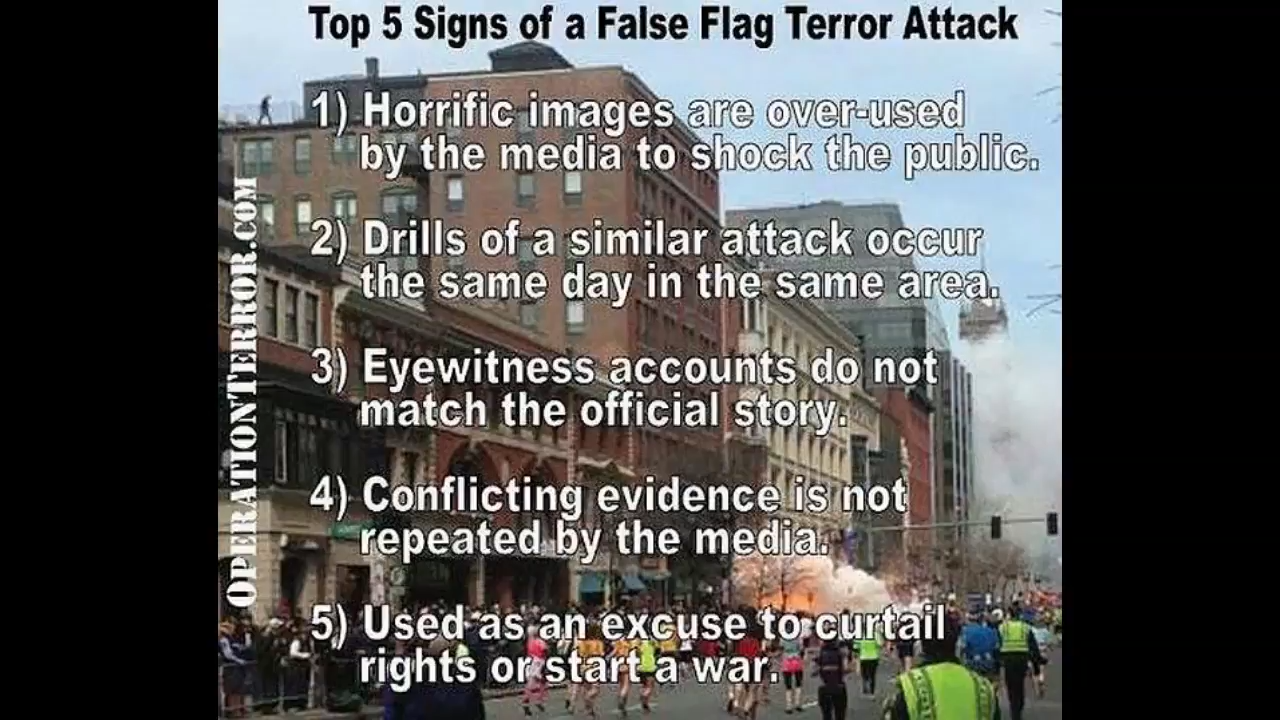 Top 5 Signs of a False Flag Terror Attack
1) Horrific images are over-used
by the media to shock the public.
2) Drills of a similar attack occur
the same day in the same area.
3) Eyewitness accounts do not
match the official story.
4) Conflicting evidence is not
repeated by the media.
5) Used as an excuse to curtail
rights or start a war.
OPERATIONTERROR.COM